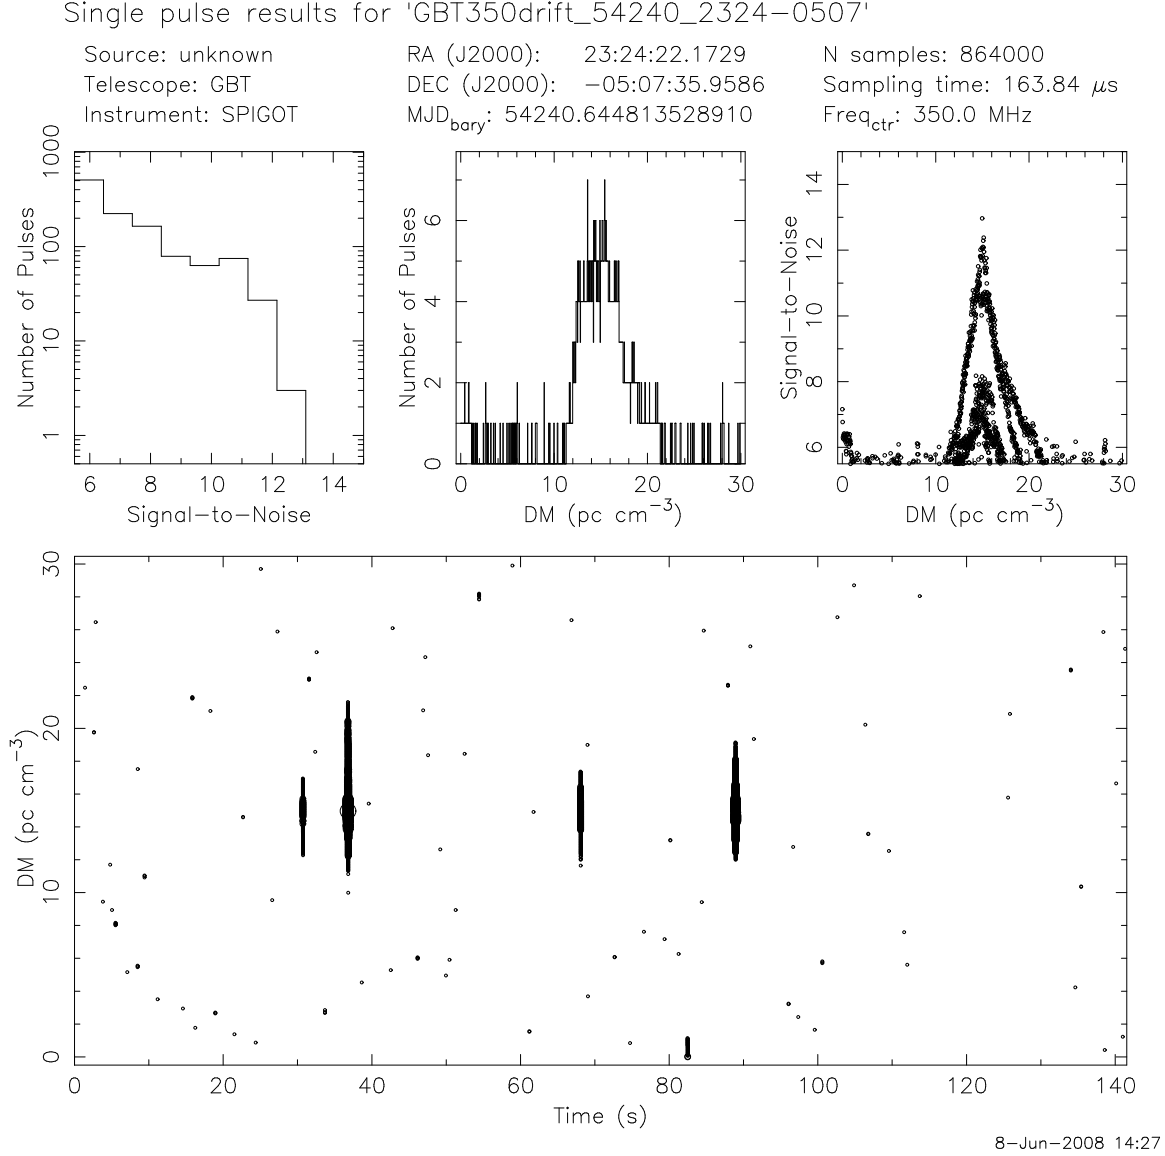 Single pulse results for 'GBT350drift_54240_2324−0507'
Source: unknown
RA (J2000): 23:24:22.1729
N samples: 864000
Telescope: GBT
DEC (J2000): −05:07:35.9586
Sampling time: 163.84 μs
Instrument: SPIGOT
MJDbary: 54240.644813528910
Freqctr: 350.0 MHz
Number of Pulses
1 10 100 1000
6 8 10 12 14
Signal−to−Noise
Number of Pulses
0 2 4 6
0 10 20 30
DM (pc cm−3)
Signal−to−Noise
6 8 10 12 14
0 10 20 30
DM (pc cm−3)
DM (pc cm−3)
0 10 20 30
0 20 40 60 80 100 120 140
Time (s)
8−Jun−2008 14:27